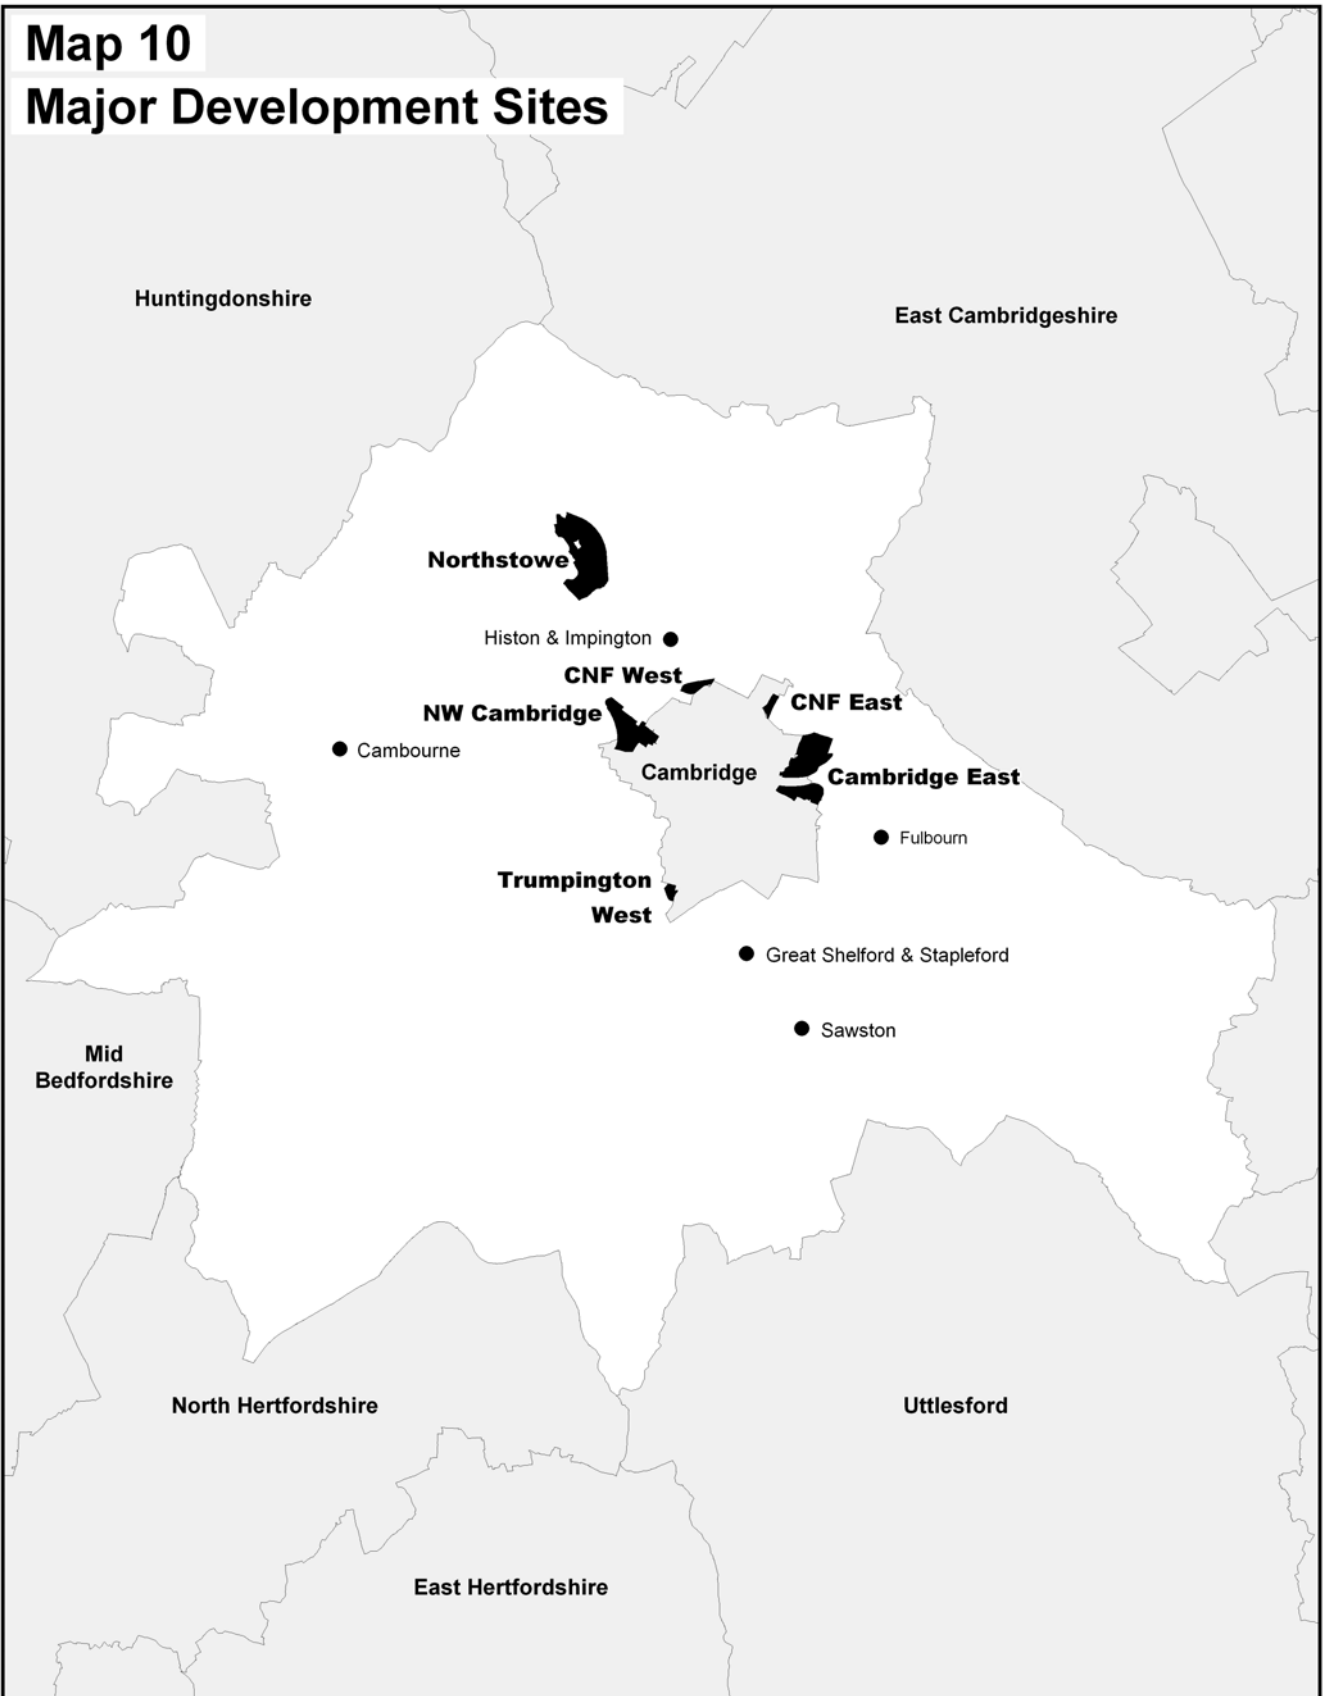 Map 10
Major Development Sites
Huntingdonshire
East Cambridgeshire
Northstowe
Histon & Impington
CNF West
CNF East
NW Cambridge
Cambourne
Cambridge
Cambridge East
Fulbourn
Trumpington
West
Great Shelford & Stapleford
Sawston
Mid
Bedfordshire
North Hertfordshire
Uttlesford
East Hertfordshire